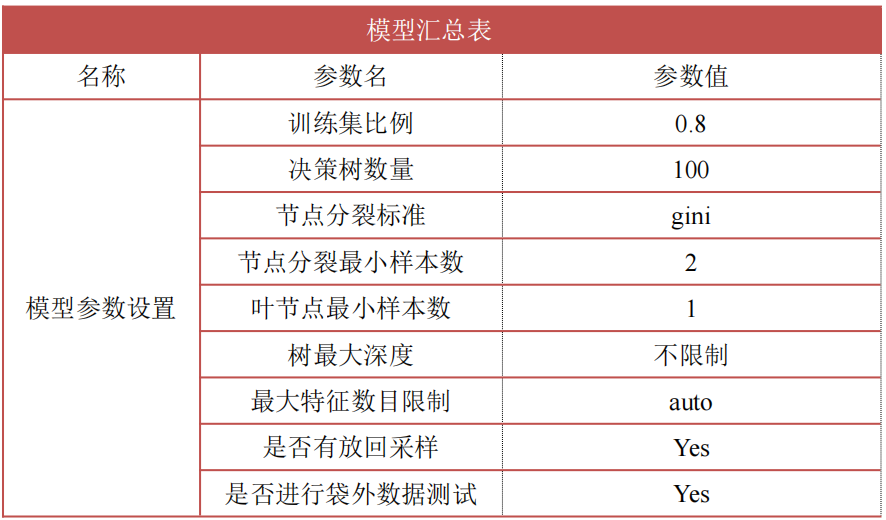 模型汇总表
名称 参数名 参数值
训练集比例 0.8
决策树数量 100
节点分裂标准 gini
节点分裂最小样本数 2
模型参数设置 叶节点最小样本数 1
树最大深度 不限制
最大特征数目限制 auto
是否有放回采样 Yes
是否进行袋外数据测试 Yes